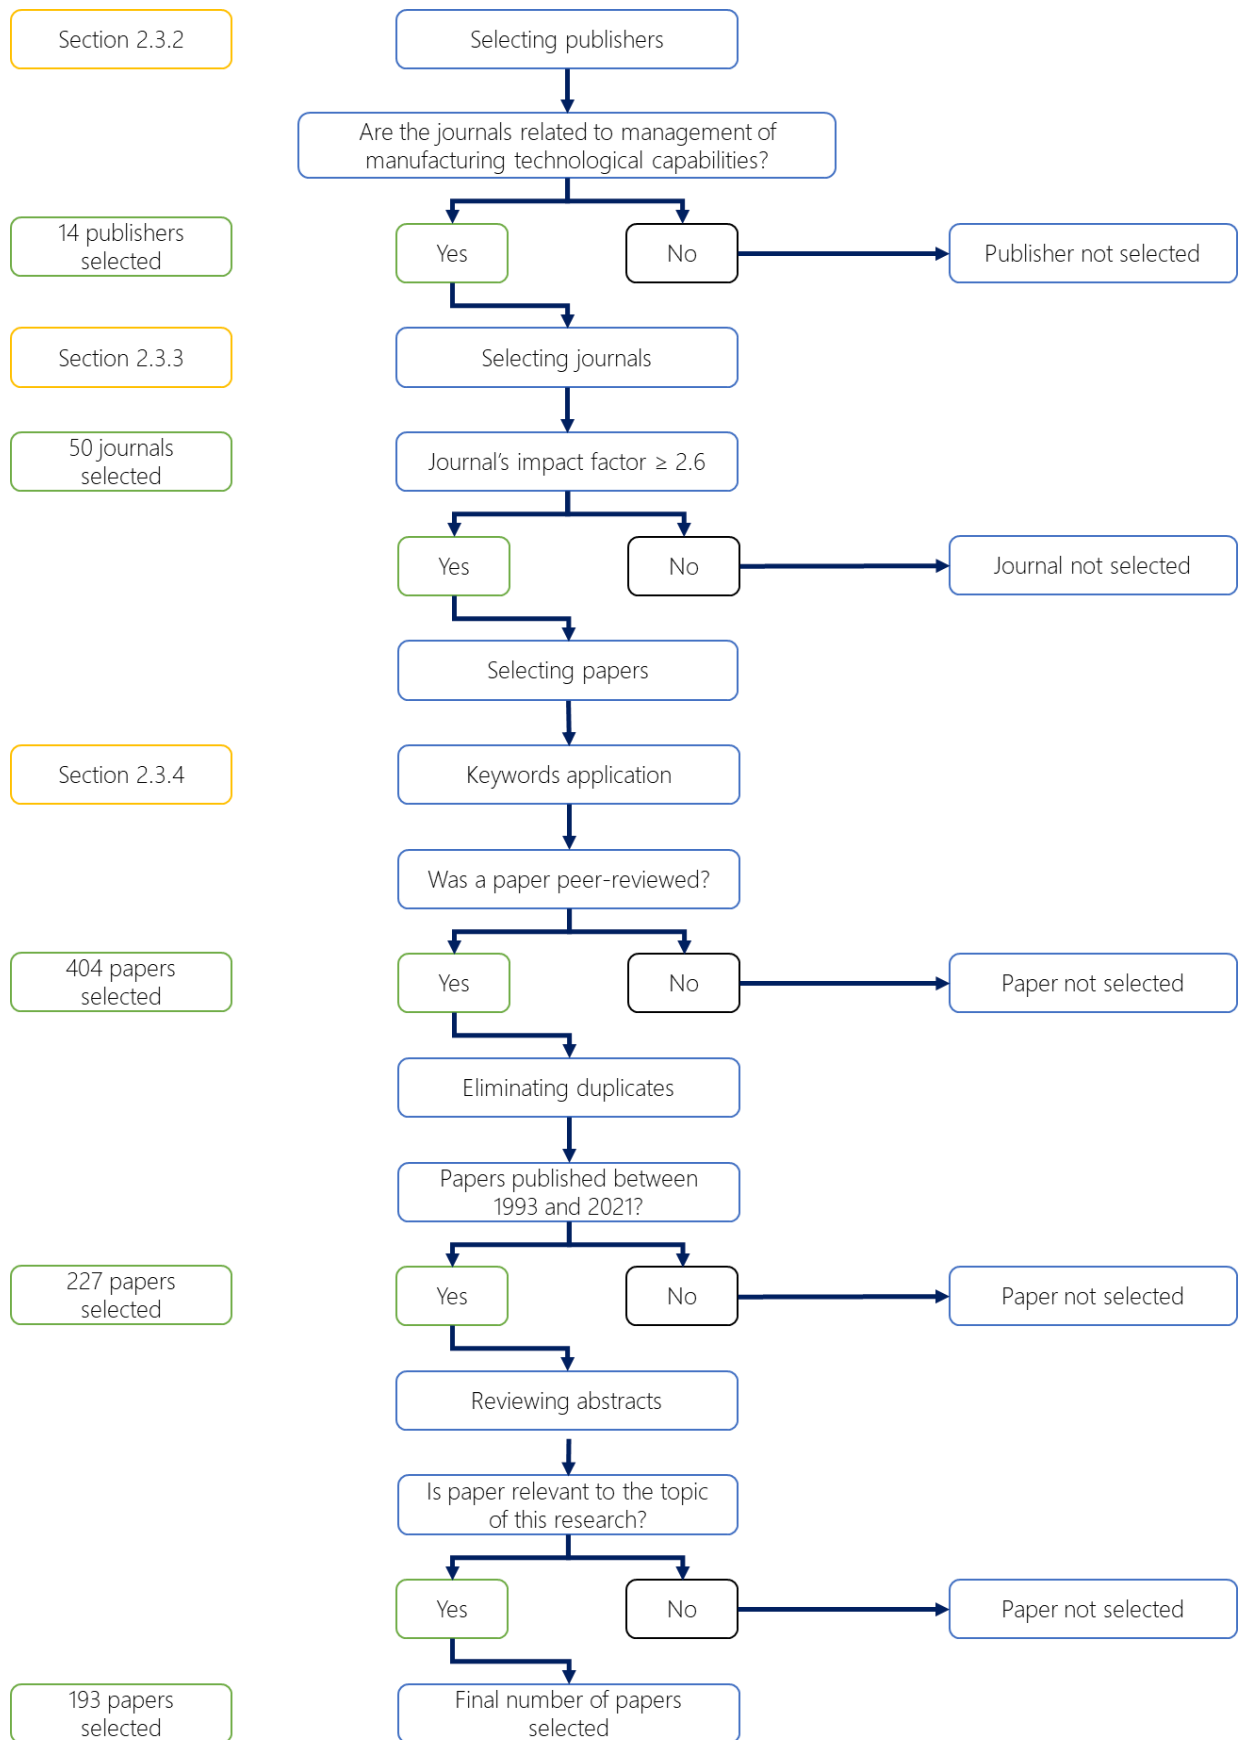 Section 2.3.2
Selecting publishers
Are the journals related to management of
manufacturing technological capabilities?
14 publishers
selected
Yes
No
Publisher not selected
Section 2.3.3
Selecting journals
50 journals
selected
Journal's impact factor ≥ 2.6
Yes
No
Journal not selected
Selecting papers
Section 2.3.4
Keywords application
Was a paper peer-reviewed?
404 papers
selected
Yes
No
Paper not selected
Eliminating duplicates
Papers published between
1993 and 2021?
227 papers
selected
Yes
No
Paper not selected
Reviewing abstracts
Is paper relevant to the topic
of this research?
Yes
No
Paper not selected
193 papers
selected
Final number of papers
selected